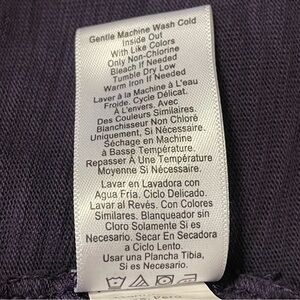 Gentle Machine Wash Cold
Inside Out
With Like Colors
Only Non-Chlorine
Bleach If Needed
Tumble Dry Low
Warm Iron If Needed
Laver à la Machine à L'eau
Froide. Cycle Délicat.
À L'envers. Avec
Des Couleurs Similaires.
Blanchisseur Non Chloré
Uniquement, Si Nécessaire.
Séchage en Machine
à Basse Température.
Repasser À Une Température
Moyenne Si Nécessaire.
Lavar en Lavadora con
Agua Fría. Ciclo Delicado.
Lavar al Revés. Con Colores
Similares. Blanqueador sin
Cloro Solamente Si es
Necesario. Secar En Secadora
a Ciclo Lento.
Usar una Plancha Tibia,
Si es Necesario.